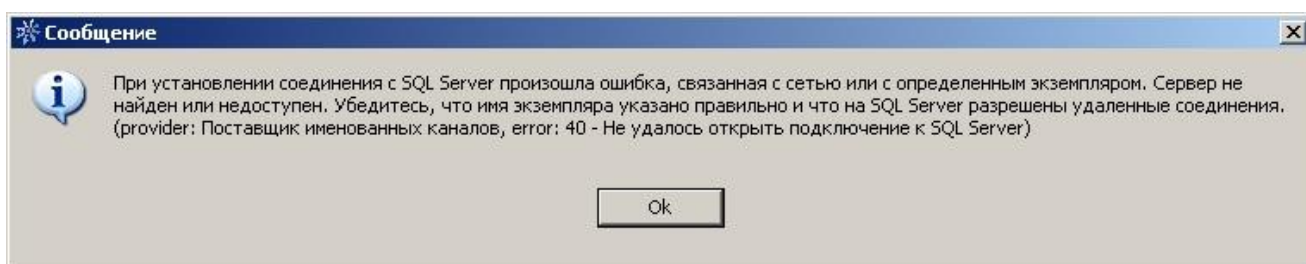 Сообщение
При установлении соединения с SQL Server произошла ошибка, связанная с сетью или с определенным экземпляром. Сервер не
найден или недоступен. Убедитесь, что имя экземпляра указано правильно и что на SQL Server разрешены удаленные соединения.
(provider: Поставщик именованных каналов, error: 40 - Не удалось открыть подключение к SQL Server)
Ok